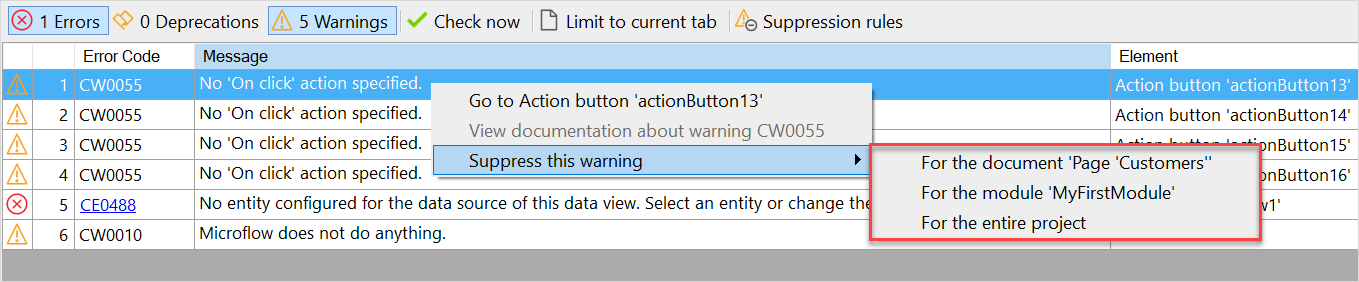 1 Errors 0 Deprecations 5 Warnings Check now Limit to current tab Suppression rules
Error Code Message Element
1 CW0055 No 'On click' action specified. Action button 'actionButton13'
Go to Action button 'actionButton13'
2 CW0055 No 'On click' action specified. Action button 'actionButton14'
View documentation about warning CW0055
3 CW0055 No 'On click' action specified. actionButton15'
Suppress this warning
For the document 'Page 'Customers''
4 CW0055 No 'On click' action specified. actionButton16'
For the module 'MyFirstModule'
5 CE0488 No entity configured for the data source of this data view. Select an entity or change the w1'
For the entire project
6 CW0010 Microflow does not do anything.